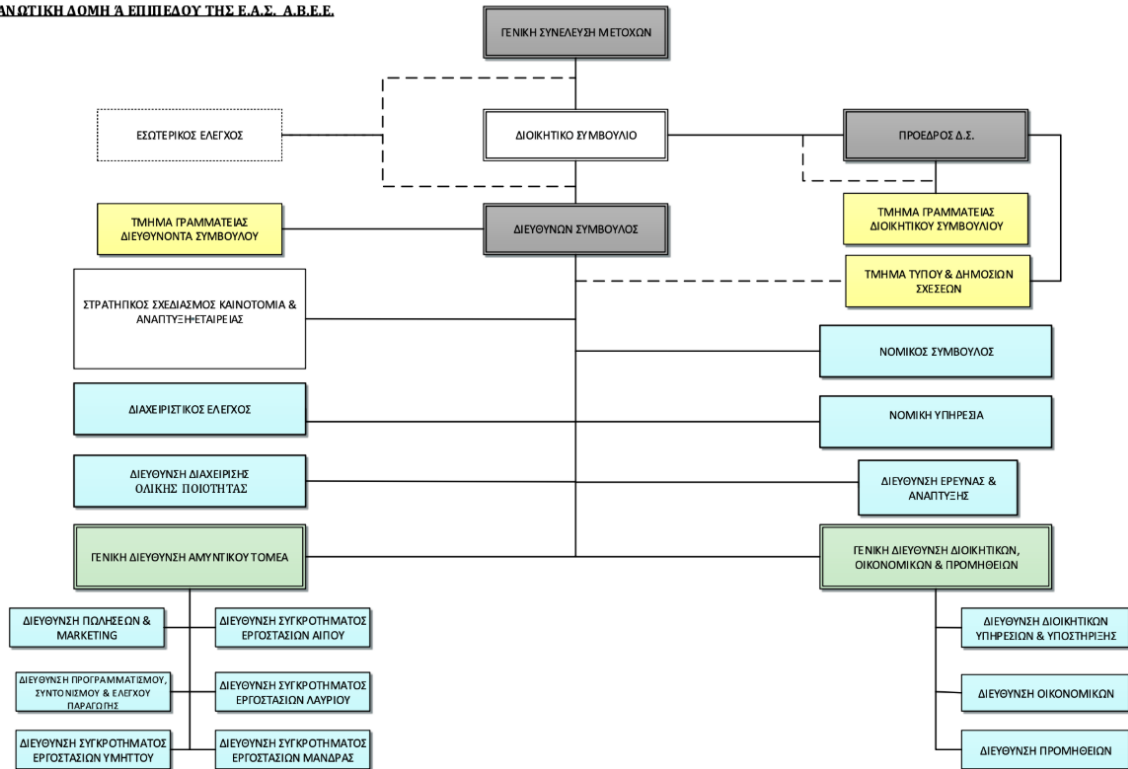 ΑΝΩΤΙΚΗ ΔΟΜΗ Ά ΕΠΙΠΕΔΟΥ ΤΗΣ Ε.Α.Σ. Α.Β.Ε.Ε.
ΓΕΝΙΚΗ ΣΥΝΕΛΕΥΣΗ ΜΕΤΟΧΩΝ
ΕΣΩΤΕΡΙΚΟΣ ΕΛΕΓΧΟΣ
ΔΙΟΙΚΗΤΙΚΟ ΣΥΜΒΟΥΛΙΟ
ΠΡΟΕΔΡΟΣ Δ.Σ.
ΤΜΗΜΑ ΓΡΑΜΜΑΤΕΙΑΣ
ΔΙΕΥΘΥΝΟΝΤΑ ΣΥΜΒΟΥΛΟΥ
ΔΙΕΥΘΥΝΩΝ ΣΥΜΒΟΥΛΟΣ
ΤΜΗΜΑ ΓΡΑΜΜΑΤΕΙΑΣ
ΔΙΟΙΚΗΤΙΚΟΥ ΣΥΜΒΟΥΛΙΟΥ
ΤΜΗΜΑ ΤΥΠΟΥ & ΔΗΜΟΣΙΩΝ
ΣΧΕΣΕΩΝ
ΣΤΡΑΤΗΓΙΚΟΣ ΣΧΕΔΙΑΣΜΟΣ ΚΑΙΝΟΤΟΜΙΑ &
ΑΝΑΠΤΥΞΗ ΕΤΑΙΡΕΙΑΣ
ΝΟΜΙΚΟΣ ΣΥΜΒΟΥΛΟΣ
ΔΙΑΧΕΙΡΙΣΤΙΚΟΣ ΕΛΕΓΧΟΣ
ΝΟΜΙΚΗ ΥΠΗΡΕΣΙΑ
ΔΙΕΥΘΥΝΣΗ ΔΙΑΧΕΙΡΙΣΗΣ
ΟΛΙΚΗΣ ΠΟΙΟΤΗΤΑΣ
ΔΙΕΥΘΥΝΣΗ ΕΡΕΥΝΑΣ &
ΑΝΑΠΤΥΞΗΣ
ΓΕΝΙΚΗ ΔΙΕΥΘΥΝΣΗ ΑΜΥΝΤΙΚΟΥ ΤΟΜΕΑ
ΓΕΝΙΚΗ ΔΙΕΥΘΥΝΣΗ ΔΙΟΙΚΗΤΙΚΩΝ,
ΟΙΚΟΝΟΜΙΚΩΝ & ΠΡΟΜΗΘΕΙΩΝ
ΔΙΕΥΘΥΝΣΗ ΠΩΛΗΣΕΩΝ &
MARKETING
ΔΙΕΥΘΥΝΣΗ ΣΥΓΚΡΟΤΗΜΑΤΟΣ
ΕΡΓΟΣΤΑΣΙΩΝ ΑΙΓΙΟΥ
ΔΙΕΥΘΥΝΣΗ ΔΙΟΙΚΗΤΙΚΩΝ
ΥΠΗΡΕΣΙΩΝ & ΥΠΟΣΤΗΡΙΞΗΣ
ΔΙΕΥΘΥΝΣΗ ΠΡΟΓΡΑΜΜΑΤΙΣΜΟΥ,
ΣΥΝΤΟΝΙΣΜΟΥ & ΕΛΕΓΧΟΥ
ΠΑΡΑΓΩΓΗΣ
ΔΙΕΥΘΥΝΣΗ ΣΥΓΚΡΟΤΗΜΑΤΟΣ
ΕΡΓΟΣΤΑΣΙΩΝ ΛΑΥΡΙΟΥ
ΔΙΕΥΘΥΝΣΗ ΟΙΚΟΝΟΜΙΚΩΝ
ΔΙΕΥΘΥΝΣΗ ΣΥΓΚΡΟΤΗΜΑΤΟΣ
ΕΡΓΟΣΤΑΣΙΩΝ ΥΜΗΤΤΟΥ
ΔΙΕΥΘΥΝΣΗ ΣΥΓΚΡΟΤΗΜΑΤΟΣ
ΕΡΓΟΣΤΑΣΙΩΝ ΜΑΝΔΡΑΣ
ΔΙΕΥΘΥΝΣΗ ΠΡΟΜΗΘΕΙΩΝ